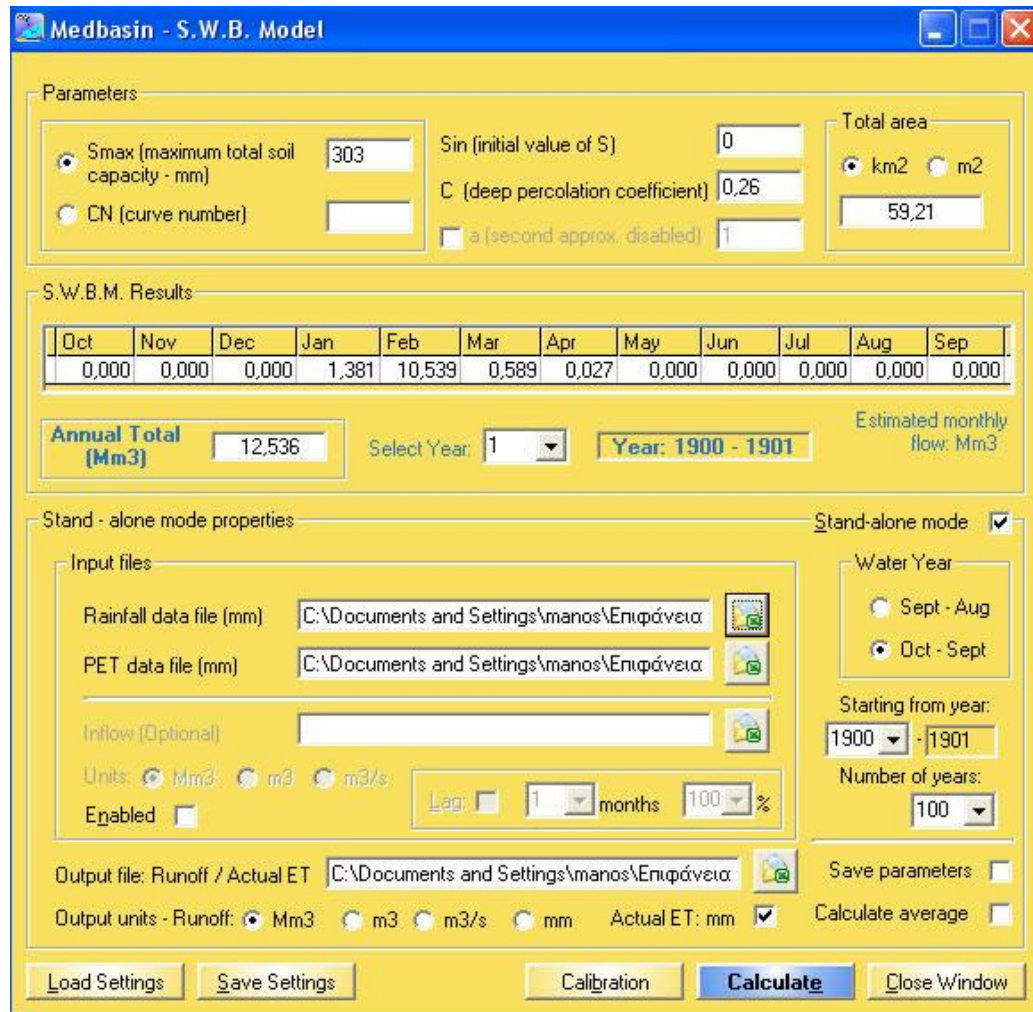 Medbasin - S.W.B. Model
Parameters
Smax (maximum total soil capacity - mm)
303
CN (curve number)
Sin (initial value of S)
0
C (deep percolation coefficient)
0,26
a (second approx. disabled)
1
Total area
km2
m2
59,21
S.W.B.M. Results
Oct Nov Dec Jan Feb Mar Apr May Jun Jul Aug Sep
0,000 0,000 0,000 1,381 10,539 0,589 0,027 0,000 0,000 0,000 0,000 0,000
Annual Total (Mm3)
12,536
Select Year:
1
Year: 1900 - 1901
Estimated monthly flow: Mm3
Stand - alone mode properties
Stand-alone mode
Input files
Rainfall data file (mm)
C:\Documents and Settings\manos\Επιφάνεια
PET data file (mm)
C:\Documents and Settings\manos\Επιφάνεια
Inflow (Optional)
Units: Mm3 m3 m3/s
Enabled
Lag: 1 months 100 %
Water Year
Sept - Aug
Oct - Sept
Starting from year:
1900 - 1901
Number of years:
100
Output file: Runoff / Actual ET
C:\Documents and Settings\manos\Επιφάνεια
Save parameters
Output units - Runoff: Mm3 m3 m3/s mm
Actual ET: mm
Calculate average
Load Settings
Save Settings
Calibration
Calculate
Close Window